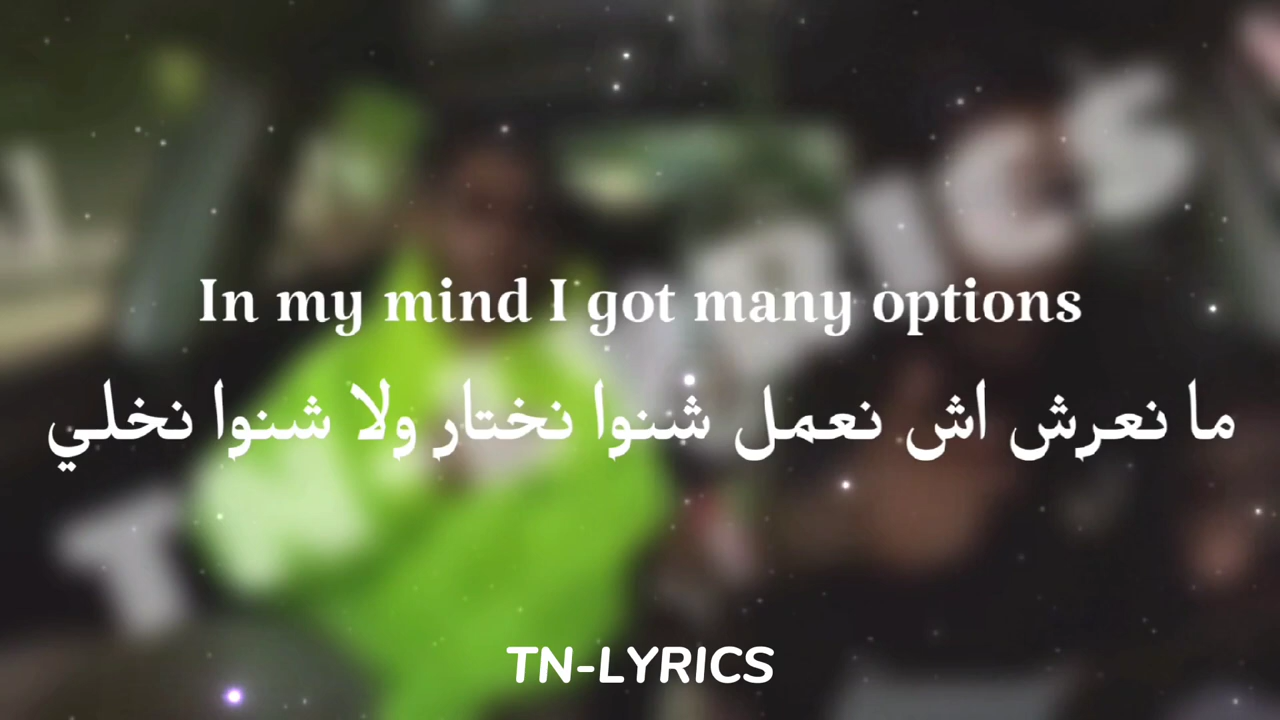 In my mind I got many options
ما نعرش اش نعمل شنوا نختار ولا شنوا نخلي
TN-LYRICS